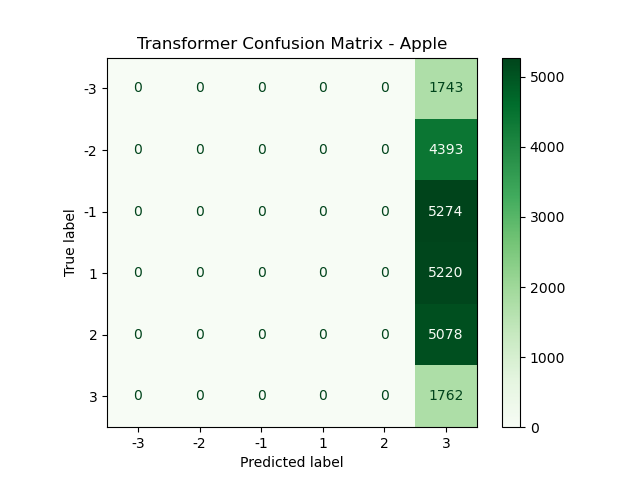 Transformer Confusion Matrix - Apple
-3 0 0 0 0 0 1743
-2 0 0 0 0 0 4393
-1 0 0 0 0 0 5274
1 0 0 0 0 0 5220
2 0 0 0 0 0 5078
3 0 0 0 0 0 1762
-3 -2 -1 1 2 3
Predicted label
True label
5000
4000
3000
2000
1000
0